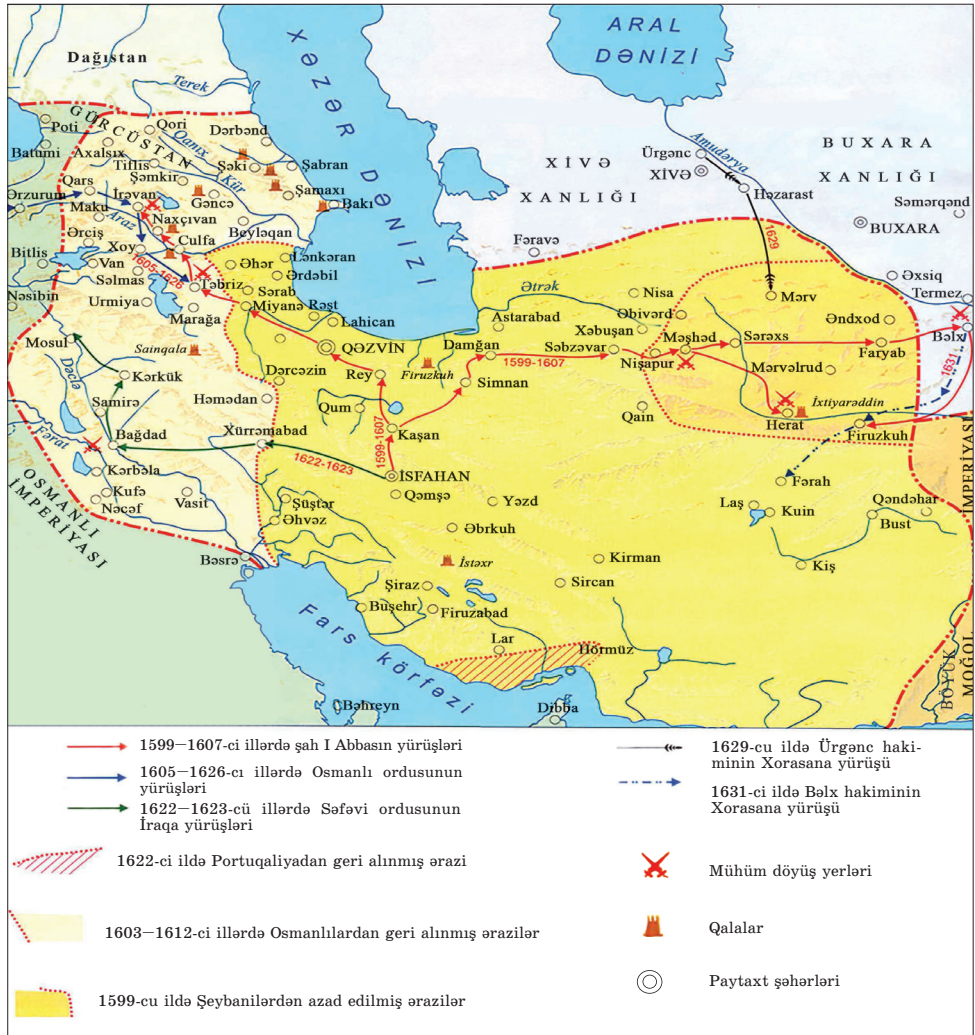 Dağıstan
Terek
XƏZƏR DƏNİZİ
ARAL
DƏNİZİ
GÜRCÜSTAN
Poti
Qori
Qanıx
Dərbənd
Batumi
Axalsıx
Tiflis
Şəki
Şabran
Şəmkir
Kür
Şamaxı
Ərzurum
Qars
İrəvan
Gəncə
Bakı
Maku
Araz
Naxçıvan
Beyləqan
Ərciş
Xoy
Culfa
Bitlis
Van
Səlmas
1605-1626
Təbriz
Əhər
Lənkəran
Ərdəbil
Nəsibin
Urmiya
Marağa
Sərab
Miyanə
Rəşt
Lahican
Mosul
Sainqala
QƏZVİN
Dəclə
Kərkük
Dərcəzin
Rey
Firuzkuh
Samirə
Həmədan
Qum
Simnan
Fərat
Bağdad
Xürrəmabad
Kaşan
1599-1607
1622-1623
İSFAHAN
Kərbəla
Kufə
Nəcəf
Vasit
Şüştər
Əhvəz
Qəmşə
Yəzd
OSMANLI
İMPERİYASI
Bəsrə
Əbrkuh
İstəxr
Kirman
Şiraz
Sircan
Buşehr
Firuzabad
Lar
Hörmüz
Fars körfəzi
Bəhreyn
Dibba
XİVƏ
XANLIĞI
Ürgənc
XİVƏ
Amudərya
Həzarast
BUXARA
XANLIĞI
Səmərqənd
BUXARA
Fəravə
1629
Əxsiq
Termez
Ətrək
Nisa
Mərv
Astarabad
Əbivərd
Əndxod
Bəlx
Xəbuşan
Damğan
Səbzəvar
Məşhəd
Sərəxs
Faryab
1599-1607
Nişapur
Mərvəlrud
1631
Qain
İxtiyarəddin
Herat
Firuzkuh
Fərah
Laş
Kuin
Qəndəhar
Bust
Kiş
BÖYÜK MOĞOL
İMPERİYASI
1599–1607-ci illərdə şah I Abbasın yürüşləri
1605–1626-cı illərdə Osmanlı ordusunun
yürüşləri
1622–1623-cü illərdə Səfəvi ordusunun
İraqa yürüşləri
1622-ci ildə Portuqaliyadan geri alınmış ərazi
1603–1612-ci illərdə Osmanlılardan geri alınmış ərazilər
1599-cu ildə Şeybanilərdən azad edilmiş ərazilər
1629-cu ildə Ürgənc haki-
minin Xorasana yürüşü
1631-ci ildə Bəlx hakiminin
Xorasana yürüşü
Mühüm döyüş yerləri
Qalalar
Paytaxt şəhərləri